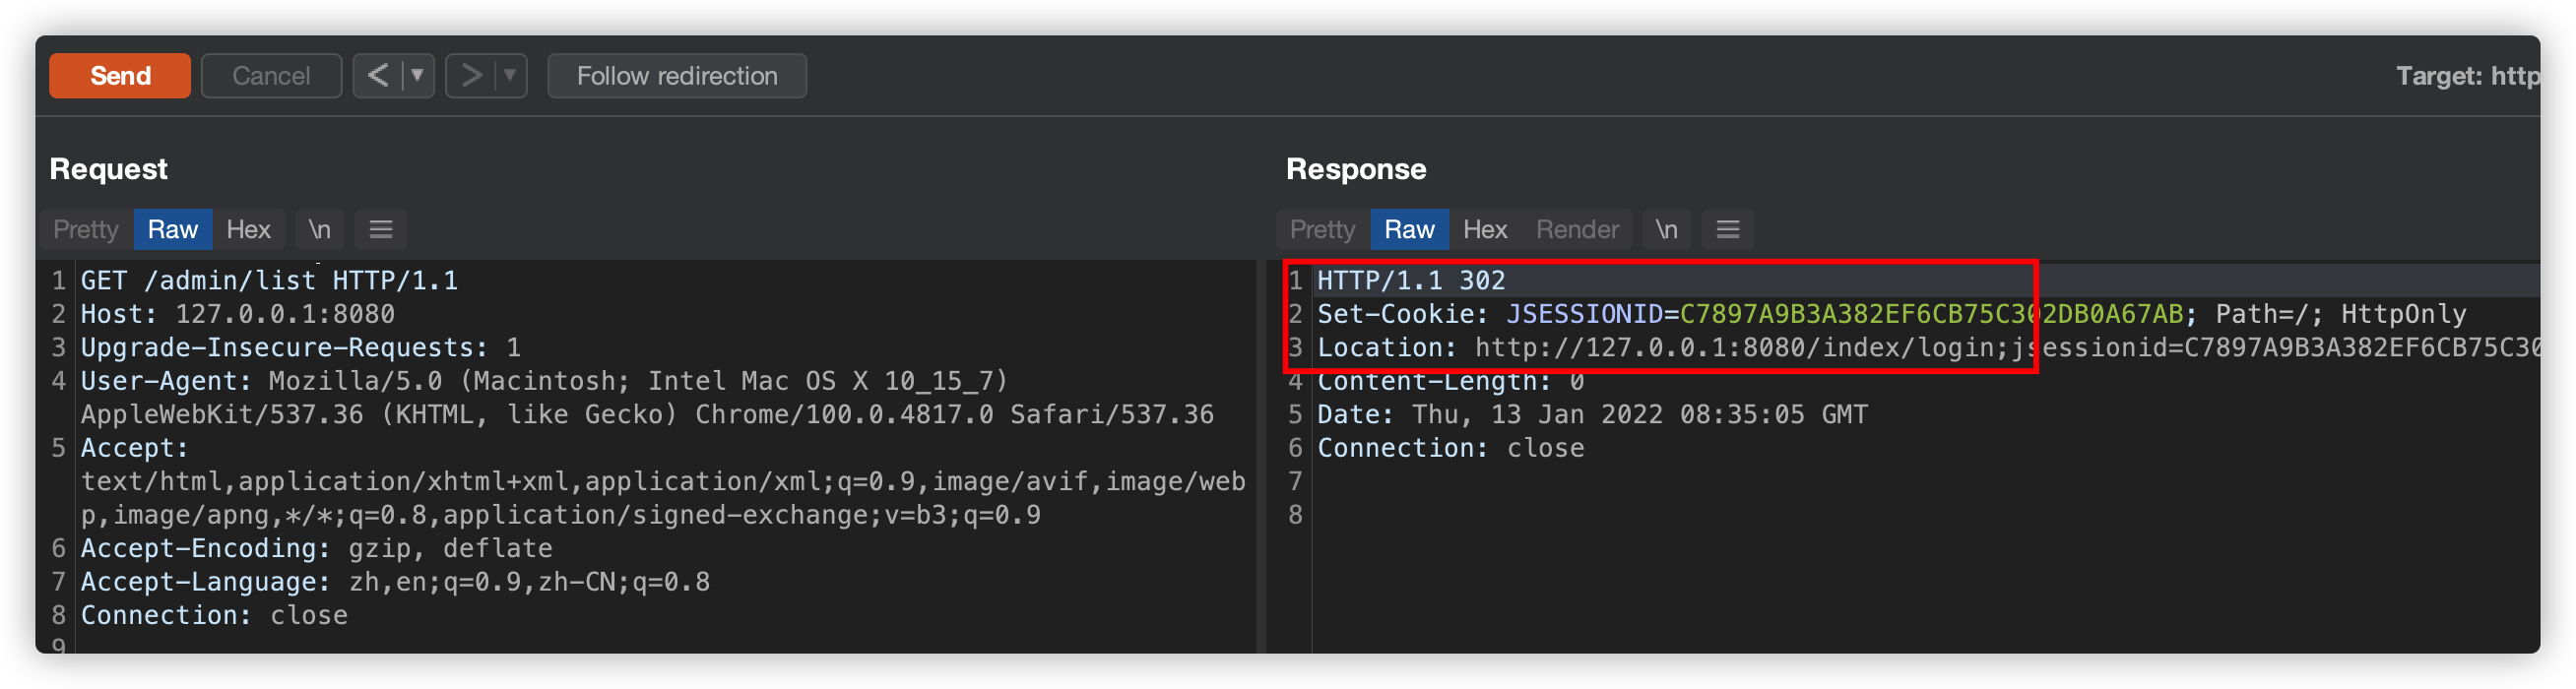 Send Cancel < > Follow redirection Target: http
Request
Pretty Raw Hex \n
1 GET /admin/list HTTP/1.1
2 Host: 127.0.0.1:8080
3 Upgrade-Insecure-Requests: 1
4 User-Agent: Mozilla/5.0 (Macintosh; Intel Mac OS X 10_15_7)
AppleWebKit/537.36 (KHTML, like Gecko) Chrome/100.0.4817.0 Safari/537.36
5 Accept:
text/html,application/xhtml+xml,application/xml;q=0.9,image/avif,image/web
p,image/apng,*/*;q=0.8,application/signed-exchange;v=b3;q=0.9
6 Accept-Encoding: gzip, deflate
7 Accept-Language: zh,en;q=0.9,zh-CN;q=0.8
8 Connection: close
9
Response
Pretty Raw Hex Render \n
1 HTTP/1.1 302
2 Set-Cookie: JSESSIONID=C7897A9B3A382EF6CB75C302DB0A67AB; Path=/; HttpOnly
3 Location: http://127.0.0.1:8080/index/login;jsessionid=C7897A9B3A382EF6CB75C30
4 Content-Length: 0
5 Date: Thu, 13 Jan 2022 08:35:05 GMT
6 Connection: close
7
8